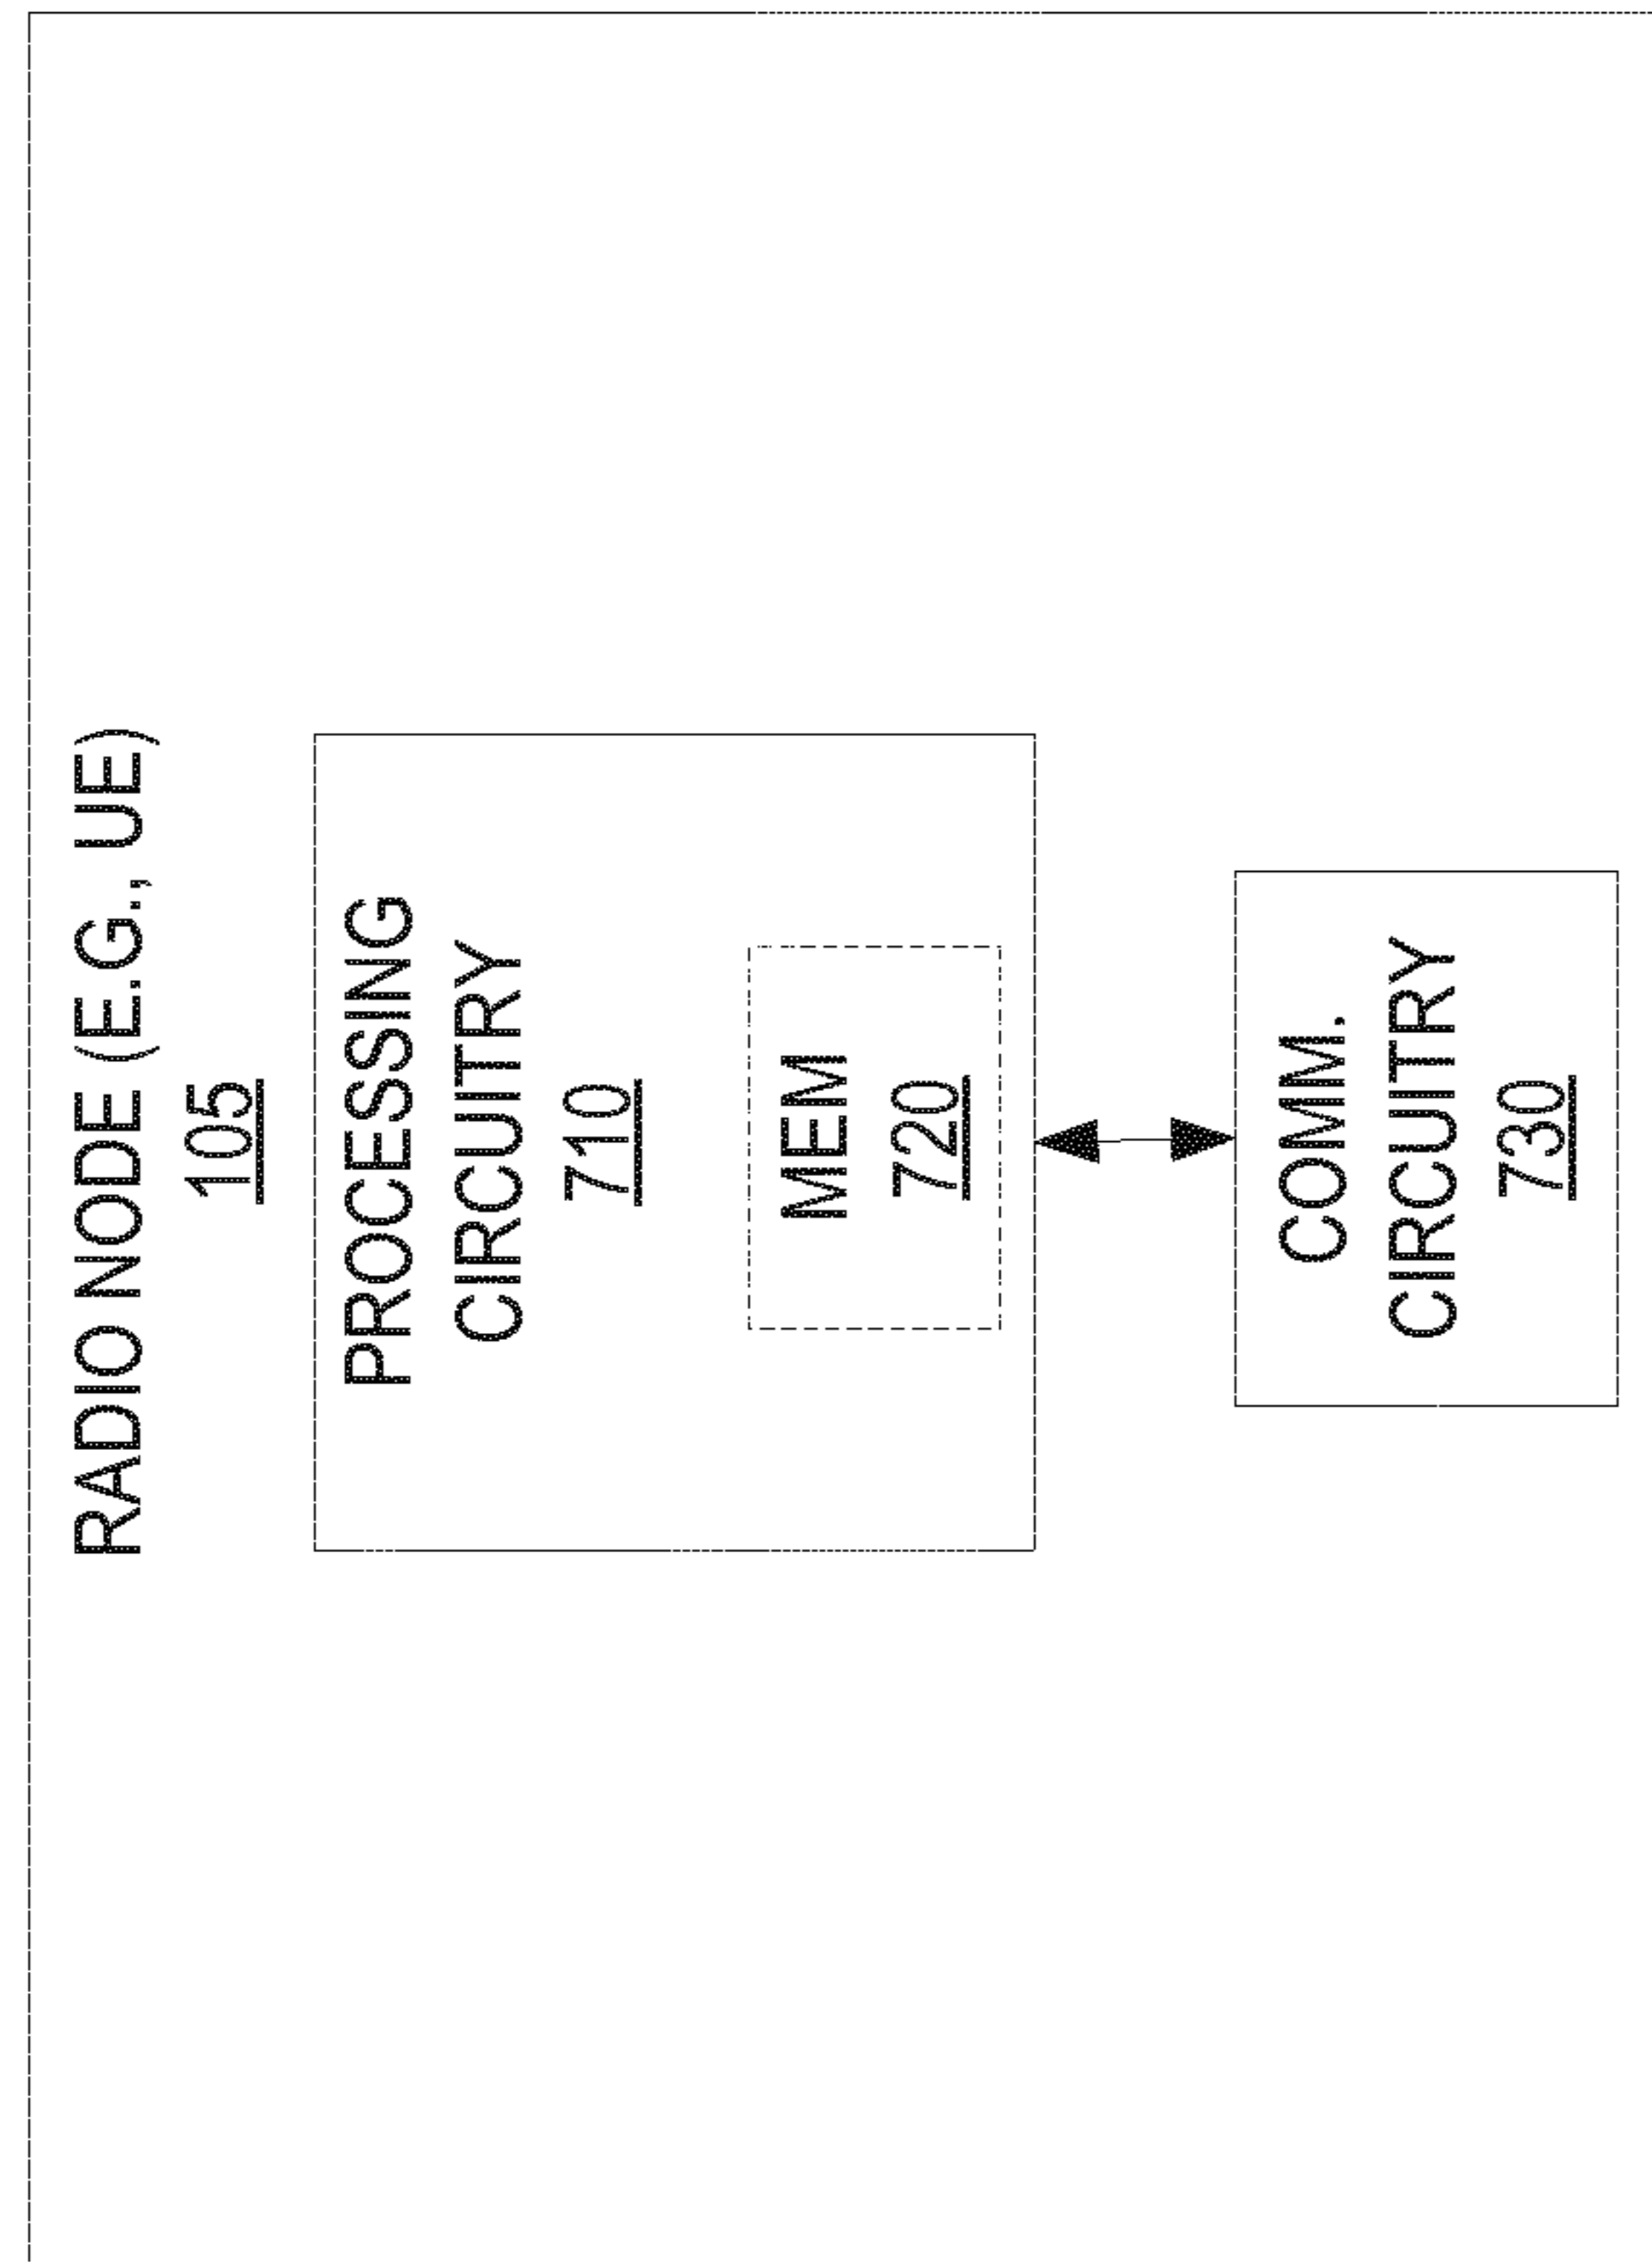 RADIO NODE (E.G., UE)
105
PROCESSING
CIRCUITRY
710
MEM
720
COMM.
CIRCUITRY
730